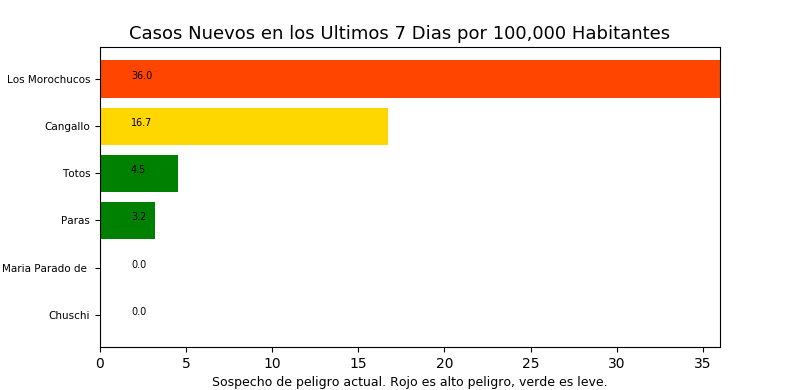 Casos Nuevos en los Ultimos 7 Dias por 100,000 Habitantes
Los Morochucos 36.0
Cangallo 16.7
Totos 4.5
Paras 3.2
Maria Parado de 0.0
Chuschi 0.0
0 5 10 15 20 25 30 35
Sospecho de peligro actual. Rojo es alto peligro, verde es leve.